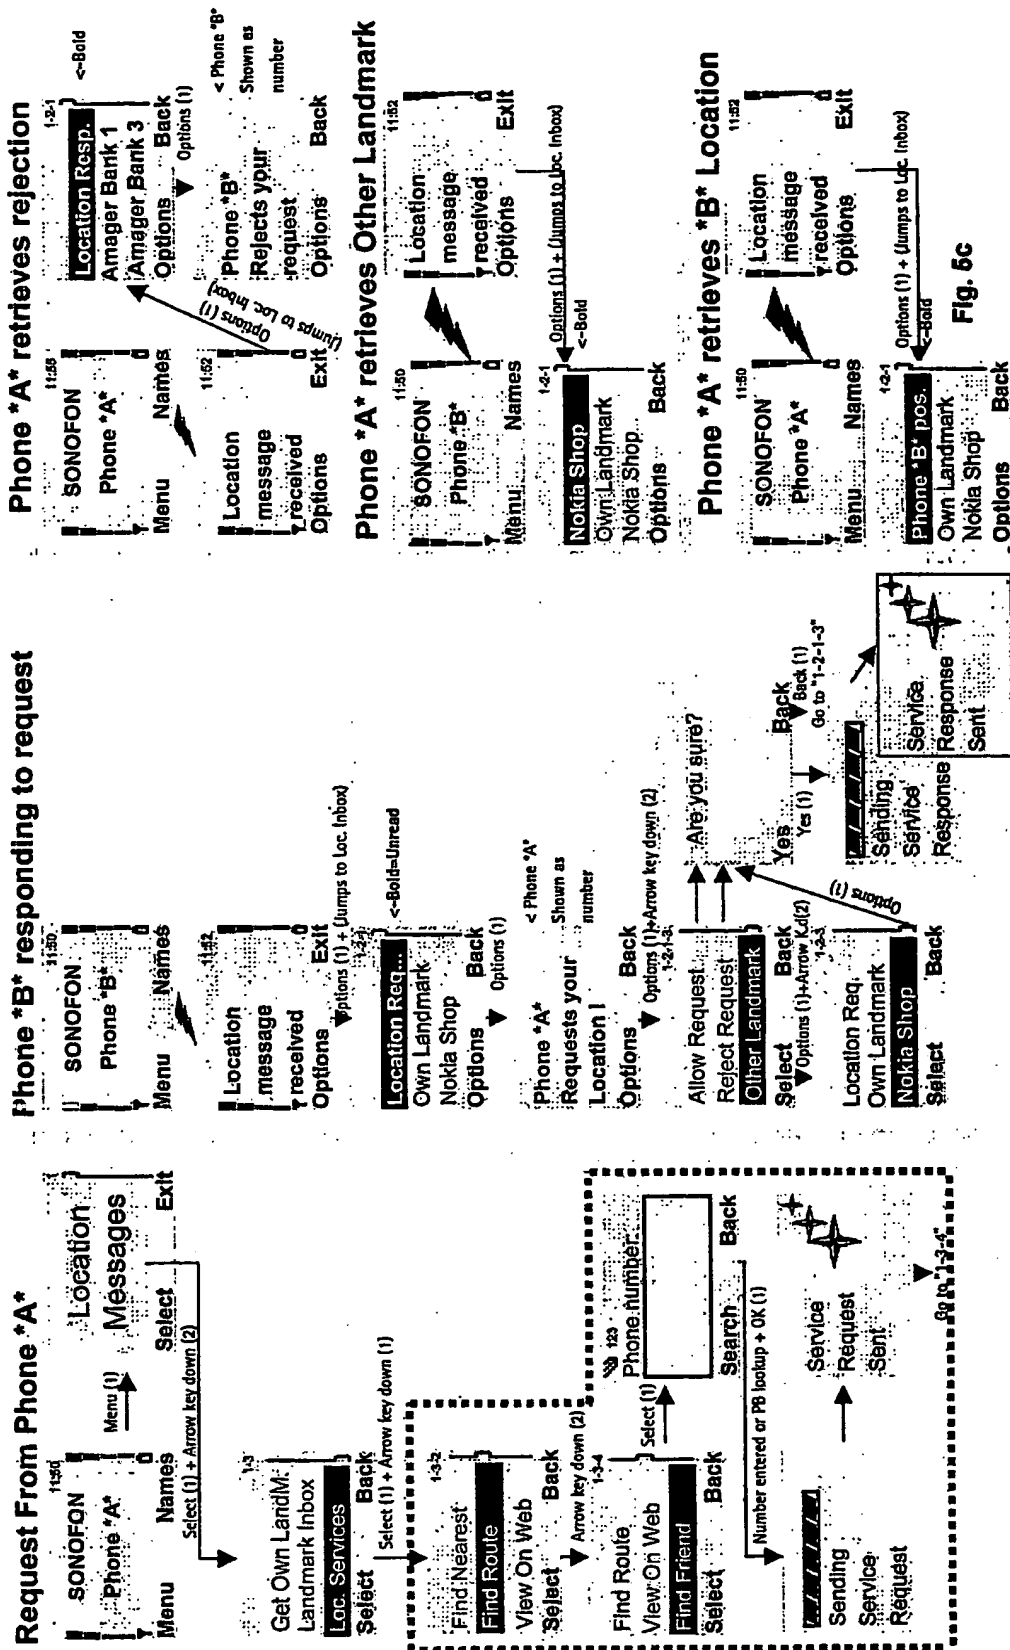 Request From Phone *A*
11:50
SONOFON
Phone *A*
Menu Names
Menu (1)
Location
Messages
Select Exit
Select (1) + Arrow key down (2)
1-3
Get Own LandM.
Landmark Inbox
Loc. Services
Select Back
Select (1) + Arrow key down (1)
1-3-2
Find Nearest
Find Route
View On Web
Select Back
Arrow key down (2)
1-3-4
Find Route
View On Web
Find Friend
Select Back
Select (1)
123
Phone number:
Search Back
Number entered or PB lookup + OK (1)
Sending
Service
Request
Service
Request
Sent
Go to "1-3-4"
Phone *B* responding to request
11:50
SONOFON
Phone *B*
Menu Names
11:52
Location
message
received
Options Exit
Options (1) + (Jumps to Loc. Inbox)
1-2-1
Location Req...
Own Landmark
Nokia Shop
Options Back
<-Bold=Unread
Options (1)
Phone *A*
Requests your
Location !
Options Back
< Phone *A*
Shown as
number
Options (1)+Arrow key down (2)
1-2-1-3
Allow Request
Reject Request
Other Landmark
Select Back
Options (1)+Arrow K.d(2)
1-2-3
Location Req.
Own Landmark
Nokia Shop
Select Back
Options (1)
Are you sure?
Yes Back
Yes (1)
Back (1)
Go to "1-2-1-3"
Sending
Service
Response
Service
Response
Sent
Phone *A* retrieves rejection
11:55
SONOFON
Phone *A*
Menu Names
11:52
Location
message
received
Options Exit
Options (1)
(Jumps to Loc. Inbox)
1-2-1
Location Resp.
Amager Bank 1
Amager Bank 3
Options Back
<-Bold
Options (1)
Phone *B*
Rejects your
request
Options Back
< Phone *B*
Shown as
number
Phone *A* retrieves Other Landmark
11:50
SONOFON
Phone *B*
Menu Names
11:52
Location
message
received
Options Exit
Options (1) + (Jumps to Loc. Inbox)
1-2-1
<-Bold
Nokia Shop
Own Landmark
Nokia Shop
Options Back
Phone *A* retrieves *B* Location
11:50
SONOFON
Phone *A*
Menu Names
11:52
Location
message
received
Options Exit
Options (1) + (Jumps to Loc. Inbox)
1-2-1
<-Bold
Phone *B* pos.
Own Landmark
Nokia Shop
Options Back
Fig. 6c